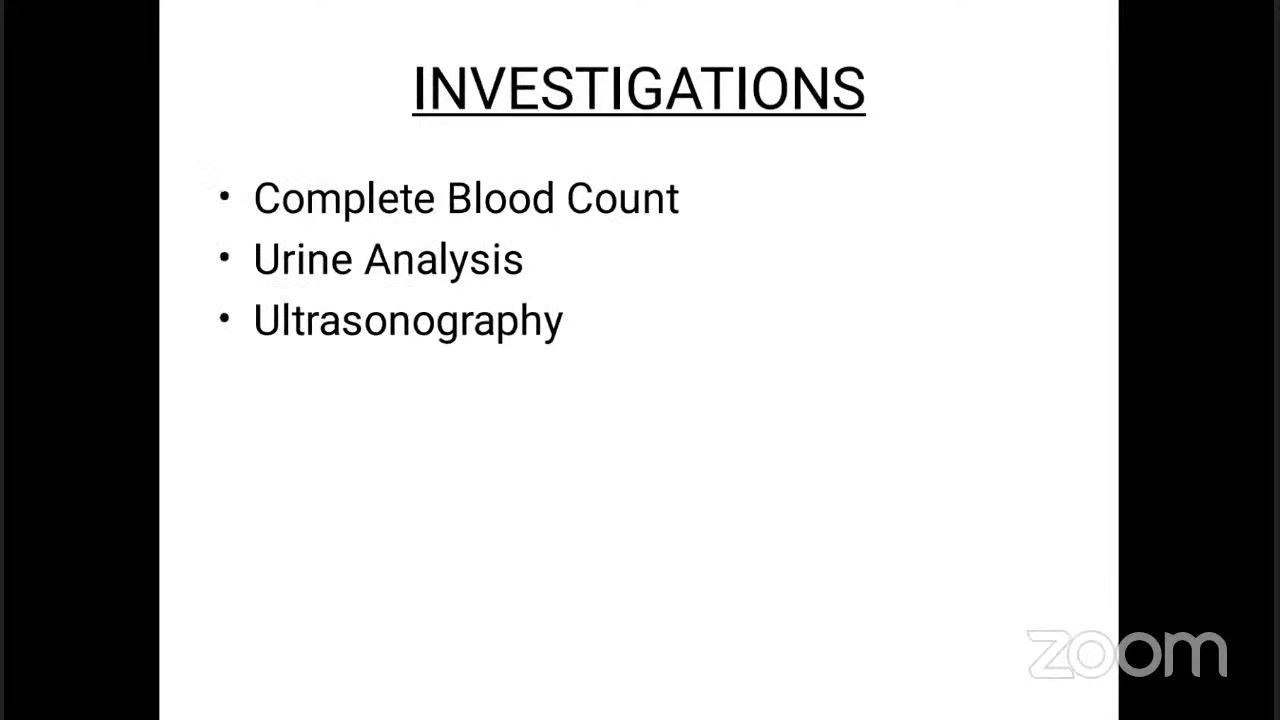 INVESTIGATIONS
• Complete Blood Count
• Urine Analysis
• Ultrasonography
zoom